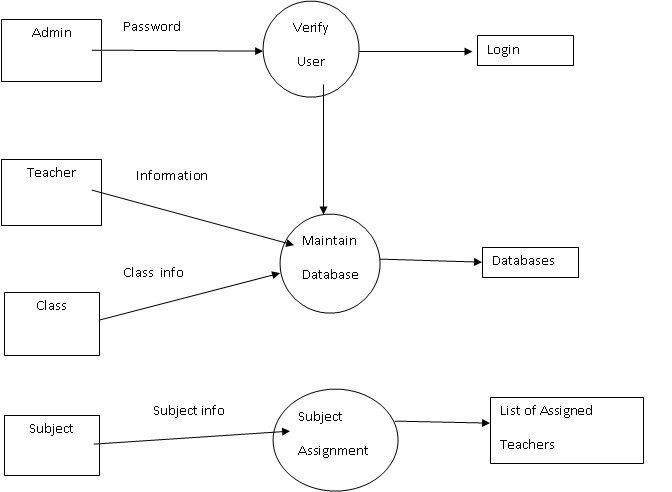 Admin
Password
Verify
User
Login
Teacher
Information
Maintain
Database
Databases
Class info
Class
Subject info
Subject
Subject
Assignment
List of Assigned
Teachers